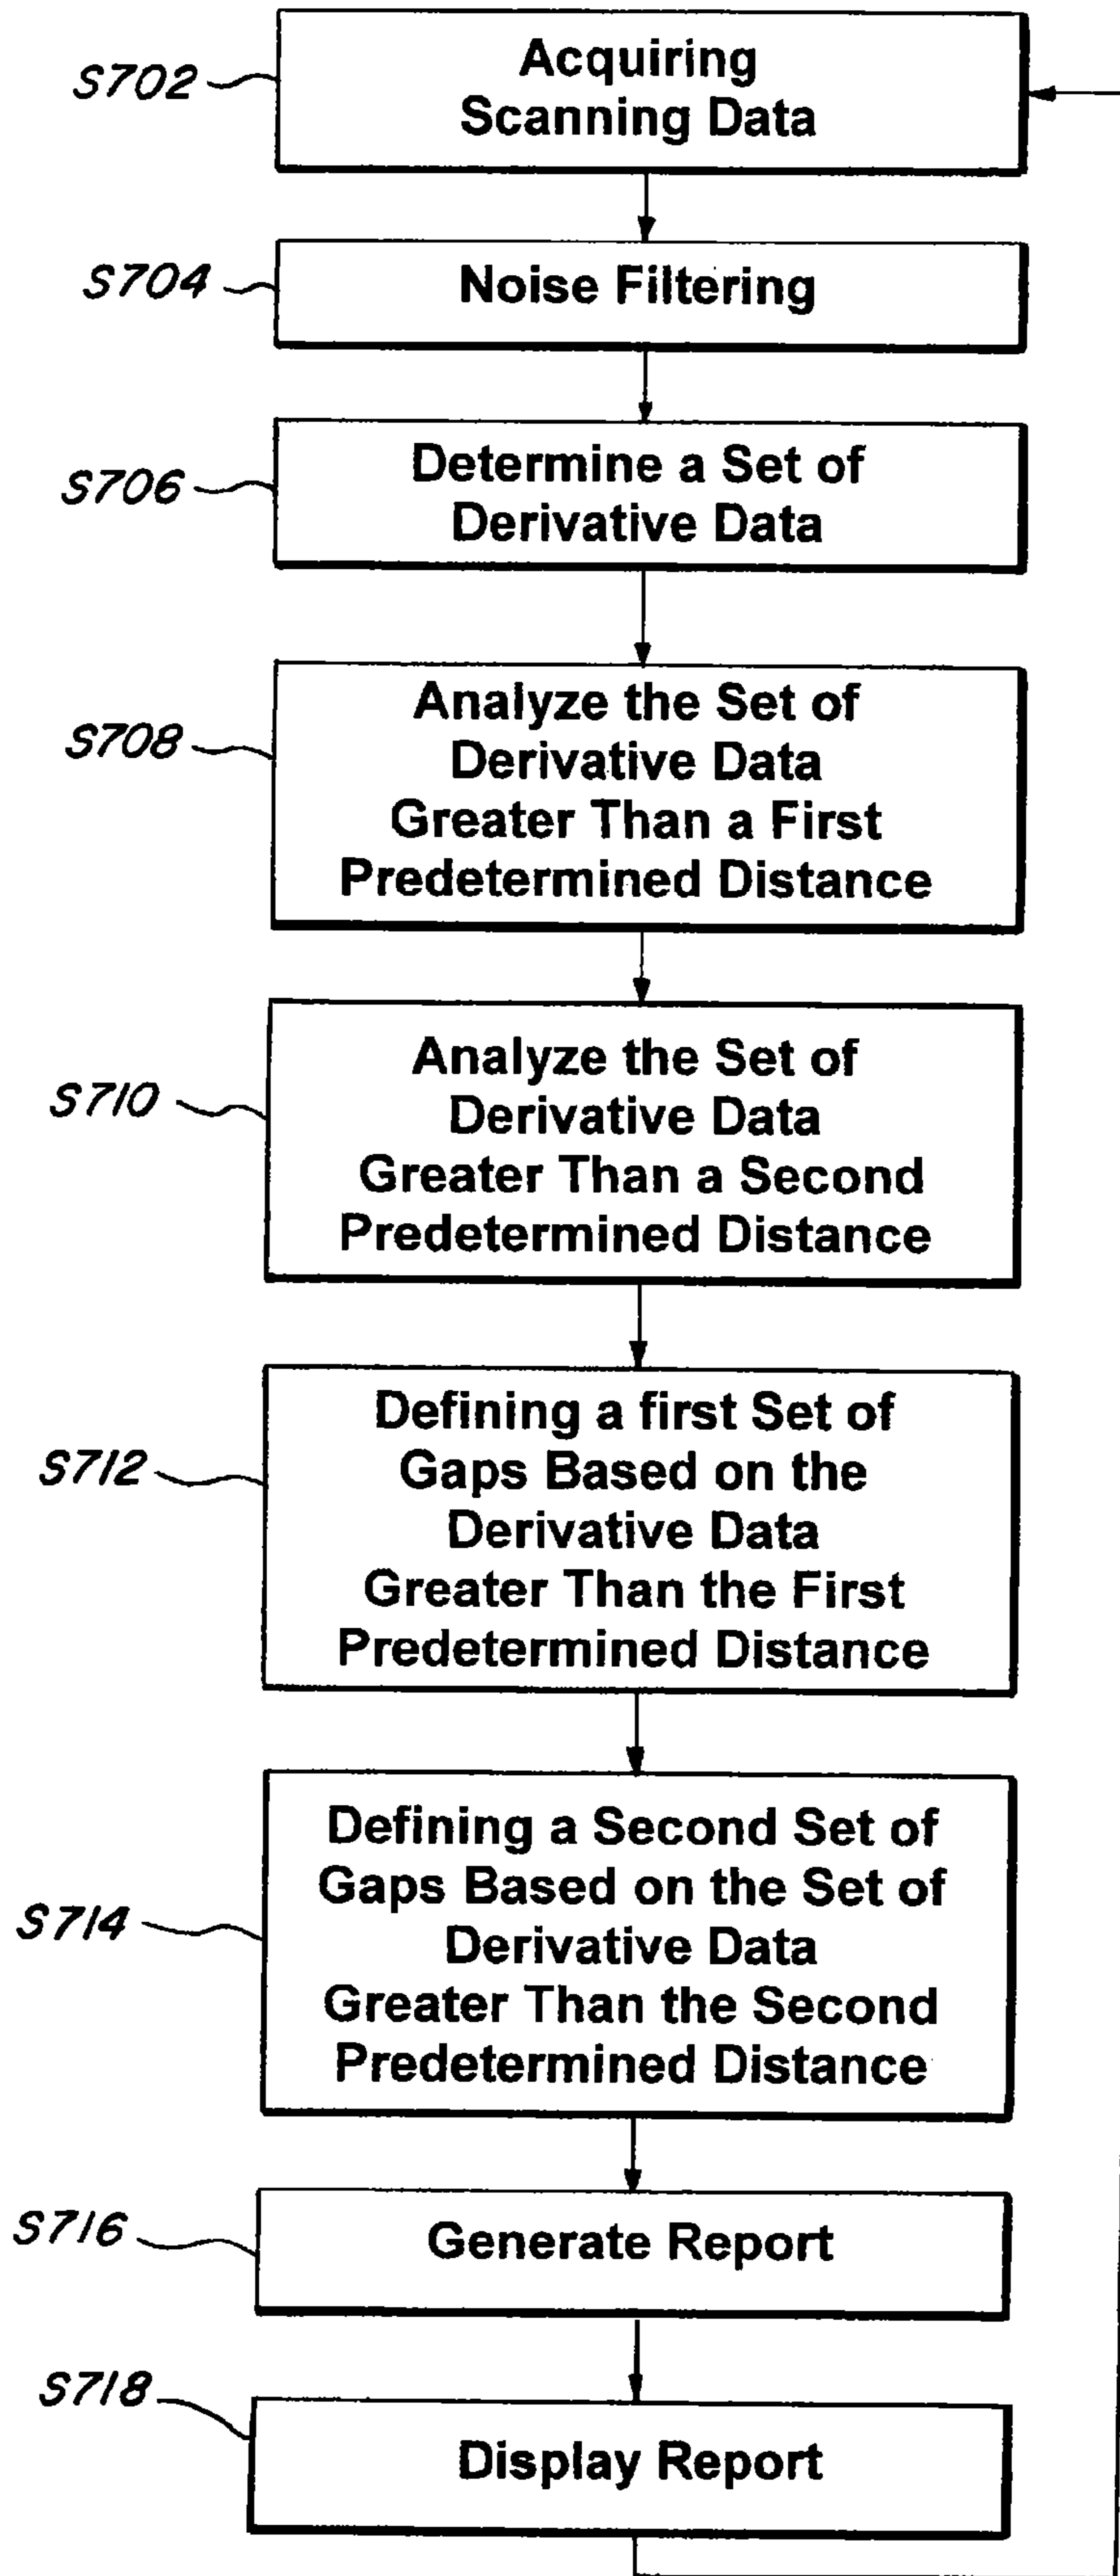 S702
Acquiring
Scanning Data
S704
Noise Filtering
S706
Determine a Set of
Derivative Data
S708
Analyze the Set of
Derivative Data
Greater Than a First
Predetermined Distance
S710
Analyze the Set of
Derivative Data
Greater Than a Second
Predetermined Distance
S712
Defining a first Set of
Gaps Based on the
Derivative Data
Greater Than the First
Predetermined Distance
S714
Defining a Second Set of
Gaps Based on the Set of
Derivative Data
Greater Than the Second
Predetermined Distance
S716
Generate Report
S718
Display Report